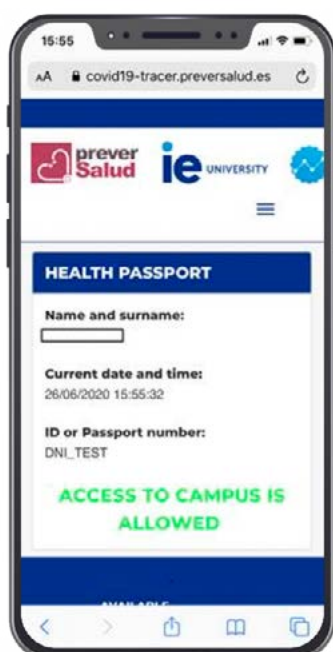 15:55
AA covid19-tracer.preversalud.es
prever
Salud
ie UNIVERSITY
HEALTH PASSPORT
Name and surname:
Current date and time:
26/06/2020 15:55:32
ID or Passport number:
DNI_TEST
ACCESS TO CAMPUS IS
ALLOWED
AVAILABLE